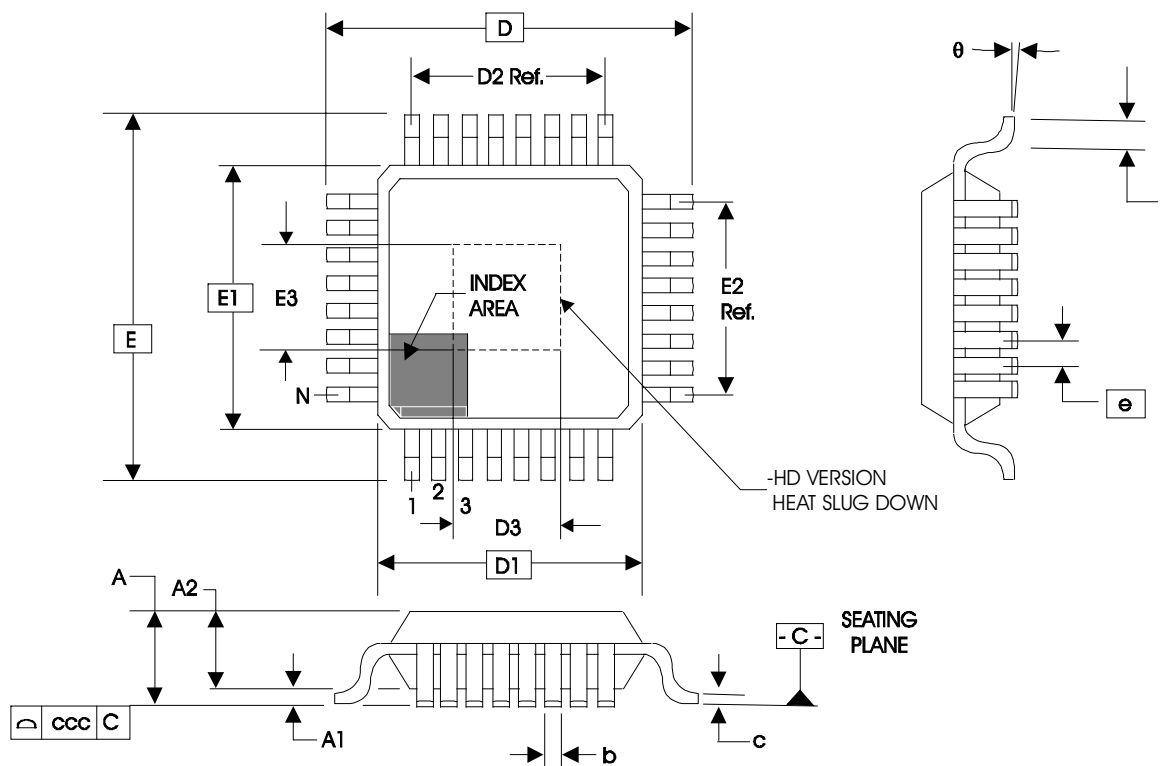 D
θ
D2 Ref.
INDEX
AREA
E1
E3
E2
Ref.
E
N
e
1
2
3
-HD VERSION
HEAT SLUG DOWN
D3
D1
A
A2
SEATING
PLANE
- C -
ccc C
A1
b
c